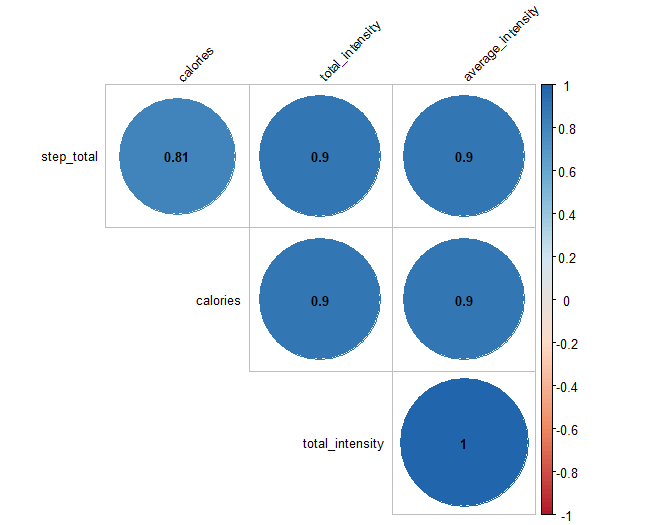 calories
total_intensity
average_intensity
step_total
0.81
0.9
0.9
calories
0.9
0.9
total_intensity
1
1
0.8
0.6
0.4
0.2
0
-0.2
-0.4
-0.6
-0.8
-1